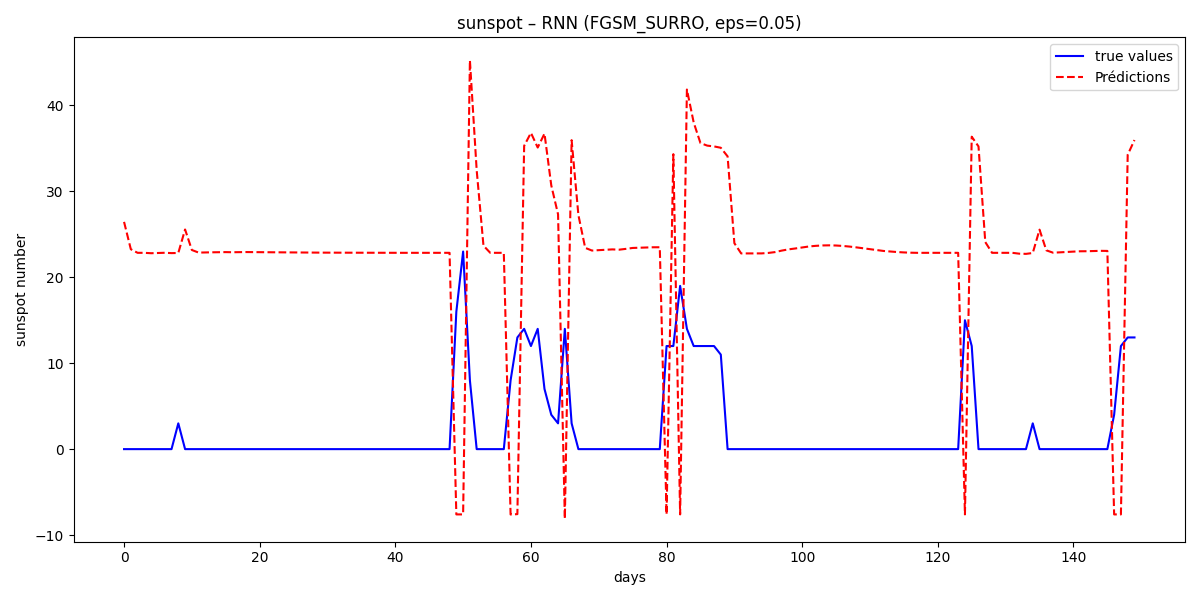 sunspot – RNN (FGSM_SURRO, eps=0.05)
true values
Prédictions
sunspot number
40
30
20
10
0
−10
0
20
40
60
80
100
120
140
days